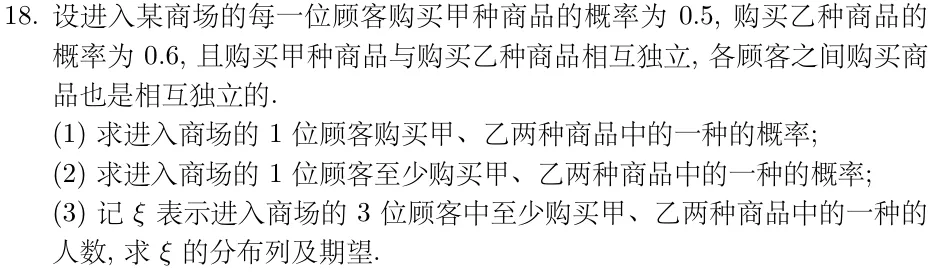 18. 设进入某商场的每一位顾客购买甲种商品的概率为 0.5, 购买乙种商品的
概率为 0.6, 且购买甲种商品与购买乙种商品相互独立, 各顾客之间购买商
品也是相互独立的.
(1) 求进入商场的 1 位顾客购买甲、乙两种商品中的一种的概率;
(2) 求进入商场的 1 位顾客至少购买甲、乙两种商品中的一种的概率;
(3) 记 ξ 表示进入商场的 3 位顾客中至少购买甲、乙两种商品中的一种的
人数, 求 ξ 的分布列及期望.